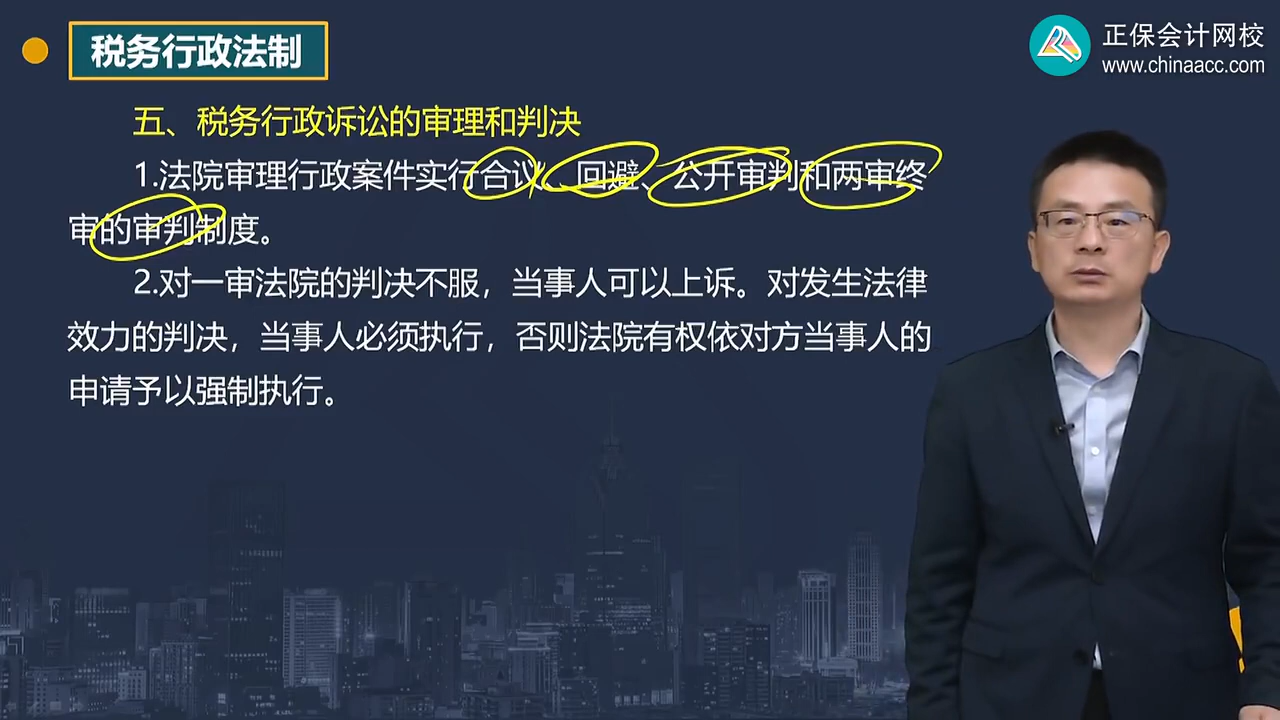 税务行政法制
正保会计网校
www.chinaacc.com
五、税务行政诉讼的审理和判决
1.法院审理行政案件实行合议、回避、公开审判和两审终
审的审判制度。
2.对一审法院的判决不服，当事人可以上诉。对发生法律
效力的判决，当事人必须执行，否则法院有权依对方当事人的
申请予以强制执行。